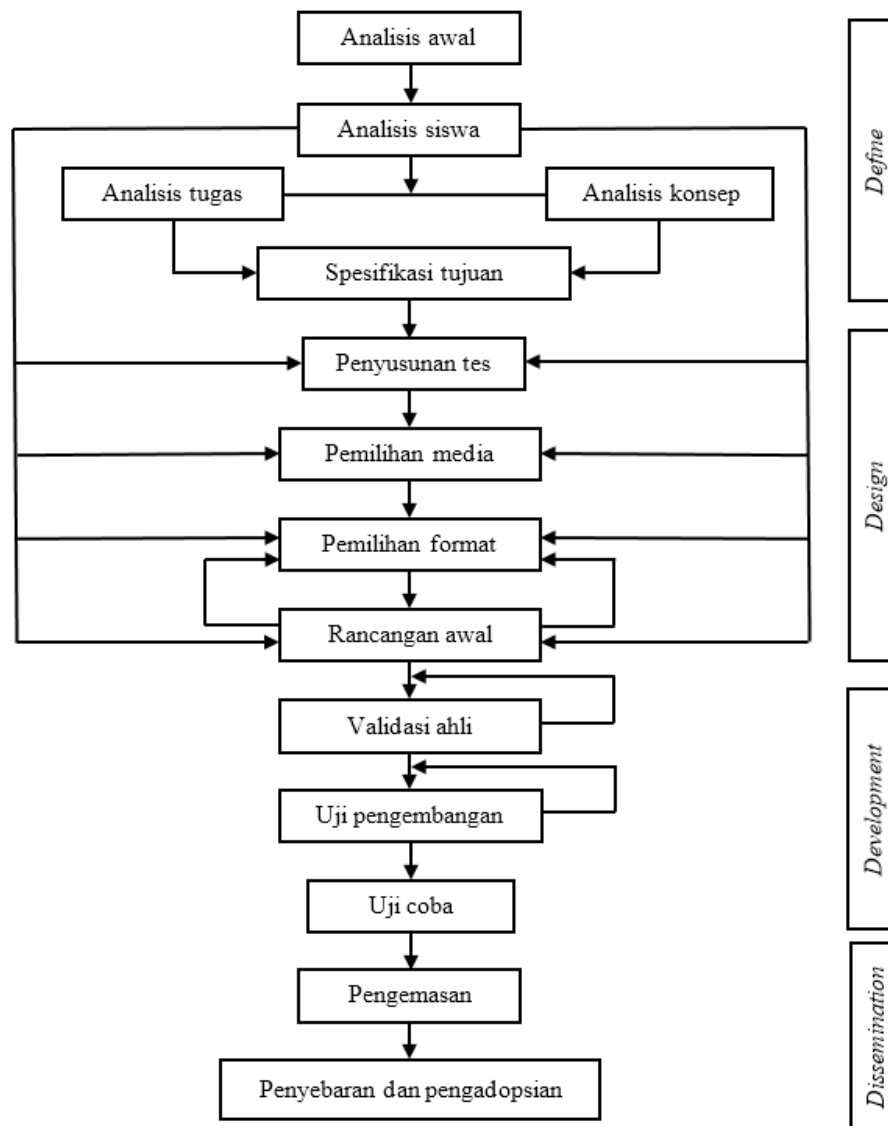 Analisis awal
Analisis siswa
Analisis tugas
Analisis konsep
Spesifikasi tujuan
Define
Penyusunan tes
Pemilihan media
Pemilihan format
Rancangan awal
Design
Validasi ahli
Uji pengembangan
Uji coba
Development
Pengemasan
Penyebaran dan pengadopsian
Dissemination